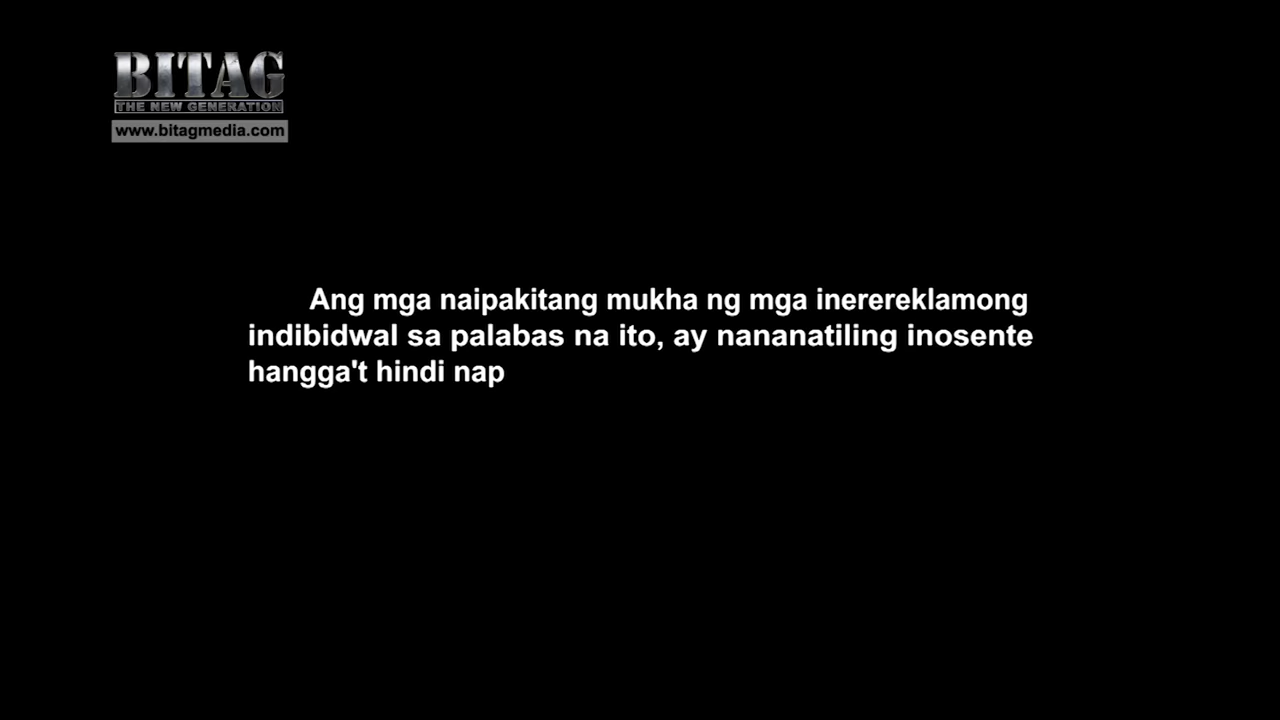 BITAG
THE NEW GENERATION
www.bitagmedia.com
Ang mga naipakitang mukha ng mga inerereklamong
indibidwal sa palabas na ito, ay nananatiling inosente
hangga't hindi nap